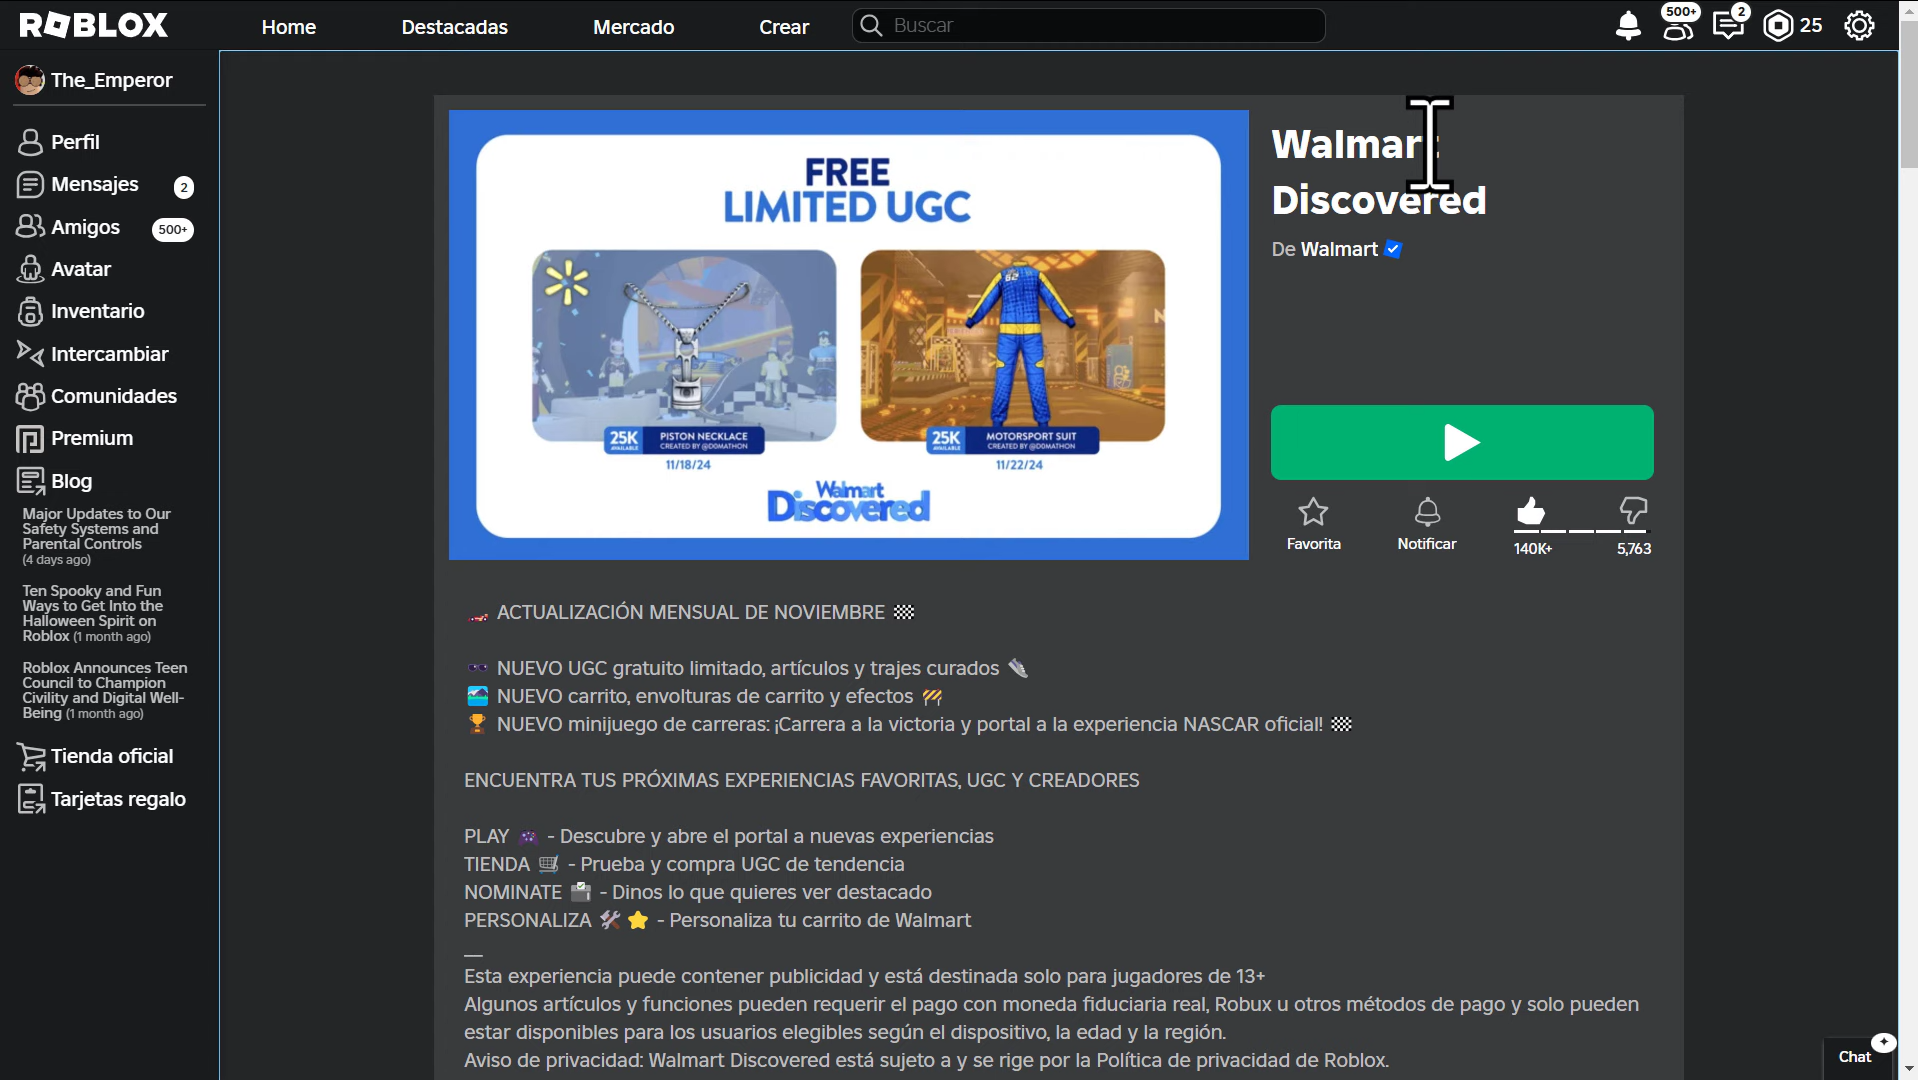 ROBLOX
Home
Destacadas
Mercado
Crear
Buscar
500+
2
25
The_Emperor
Perfil
Mensajes
2
Amigos
500+
Avatar
Inventario
Intercambiar
Comunidades
Premium
Blog
Major Updates to Our
Safety Systems and
Parental Controls
(4 days ago)
Ten Spooky and Fun
Ways to Get Into the
Halloween Spirit on
Roblox (1 month ago)
Roblox Announces Teen
Council to Champion
Civility and Digital Well-
Being (1 month ago)
Tienda oficial
Tarjetas regalo
FREE
LIMITED UGC
25K
AVAILABLE
PISTON NECKLACE
CREATED BY @D0MATHON
11/18/24
25K
AVAILABLE
MOTORSPORT SUIT
CREATED BY @D0MATHON
11/22/24
Walmart
Discovered
Walmart
Discovered
De Walmart
Favorita
Notificar
140K+
5,763
ACTUALIZACIÓN MENSUAL DE NOVIEMBRE
NUEVO UGC gratuito limitado, artículos y trajes curados
NUEVO carrito, envolturas de carrito y efectos
NUEVO minijuego de carreras: ¡Carrera a la victoria y portal a la experiencia NASCAR oficial!
ENCUENTRA TUS PRÓXIMAS EXPERIENCIAS FAVORITAS, UGC Y CREADORES
PLAY 🎮 - Descubre y abre el portal a nuevas experiencias
TIENDA 🛒 - Prueba y compra UGC de tendencia
NOMINATE 🗳️ - Dinos lo que quieres ver destacado
PERSONALIZA 🛠️ ⭐ - Personaliza tu carrito de Walmart
__
Esta experiencia puede contener publicidad y está destinada solo para jugadores de 13+
Algunos artículos y funciones pueden requerir el pago con moneda fiduciaria real, Robux u otros métodos de pago y solo pueden
estar disponibles para los usuarios elegibles según el dispositivo, la edad y la región.
Aviso de privacidad: Walmart Discovered está sujeto a y se rige por la Política de privacidad de Roblox.
Chat